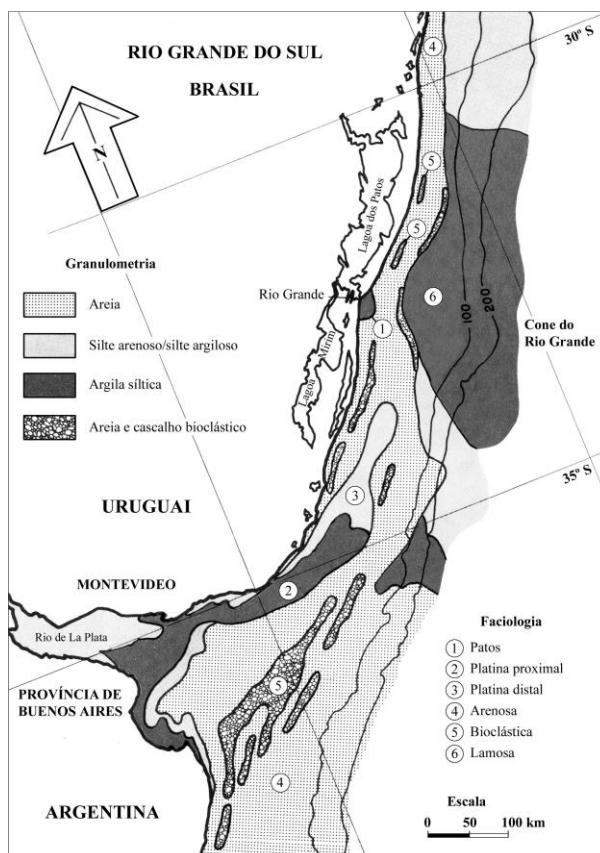 RIO GRANDE DO SUL
BRASIL
30º S
4
N
5
Lagoa dos Patos
5
Granulometria
Areia
Silte arenoso/silte argiloso
Argila síltica
Areia e cascalho bioclástico
Rio Grande
1
6
100
200
Cone do
Rio Grande
Lagoa Mirim
35º S
URUGUAI
3
MONTEVIDEO
2
Rio de La Plata
PROVÍNCIA DE
BUENOS AIRES
5
4
ARGENTINA
Faciologia
1 Patos
2 Platina proximal
3 Platina distal
4 Arenosa
5 Bioclástica
6 Lamosa
Escala
0 50 100 km